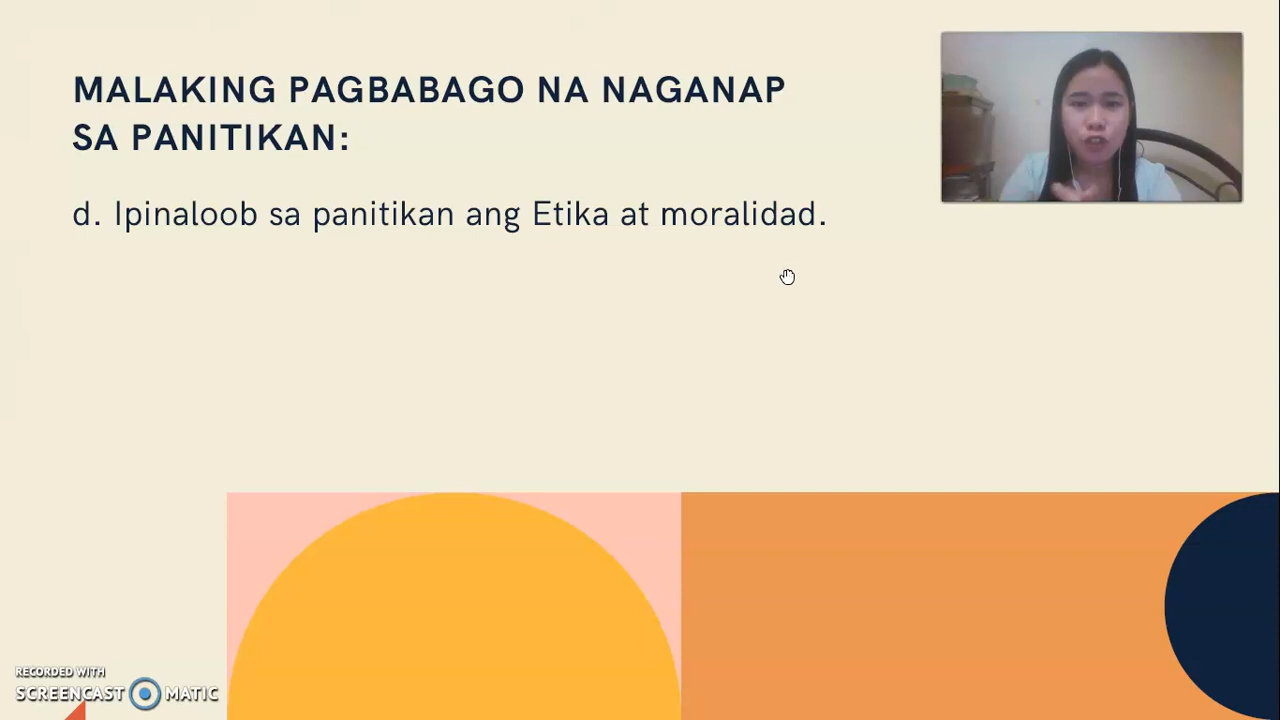 MALAKING PAGBABAGO NA NAGANAP
SA PANITIKAN:
d. Ipinaloob sa panitikan ang Etika at moralidad.
RECORDED WITH
SCREENCAST MATIC